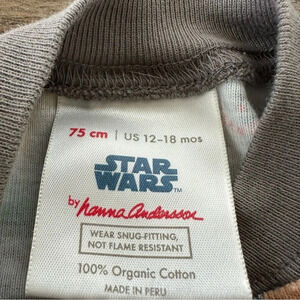 75 cm | US 12-18 mos
STAR
WARS™
by hanna Andersson
WEAR SNUG-FITTING,
NOT FLAME RESISTANT
100% Organic Cotton
MADE IN PERU